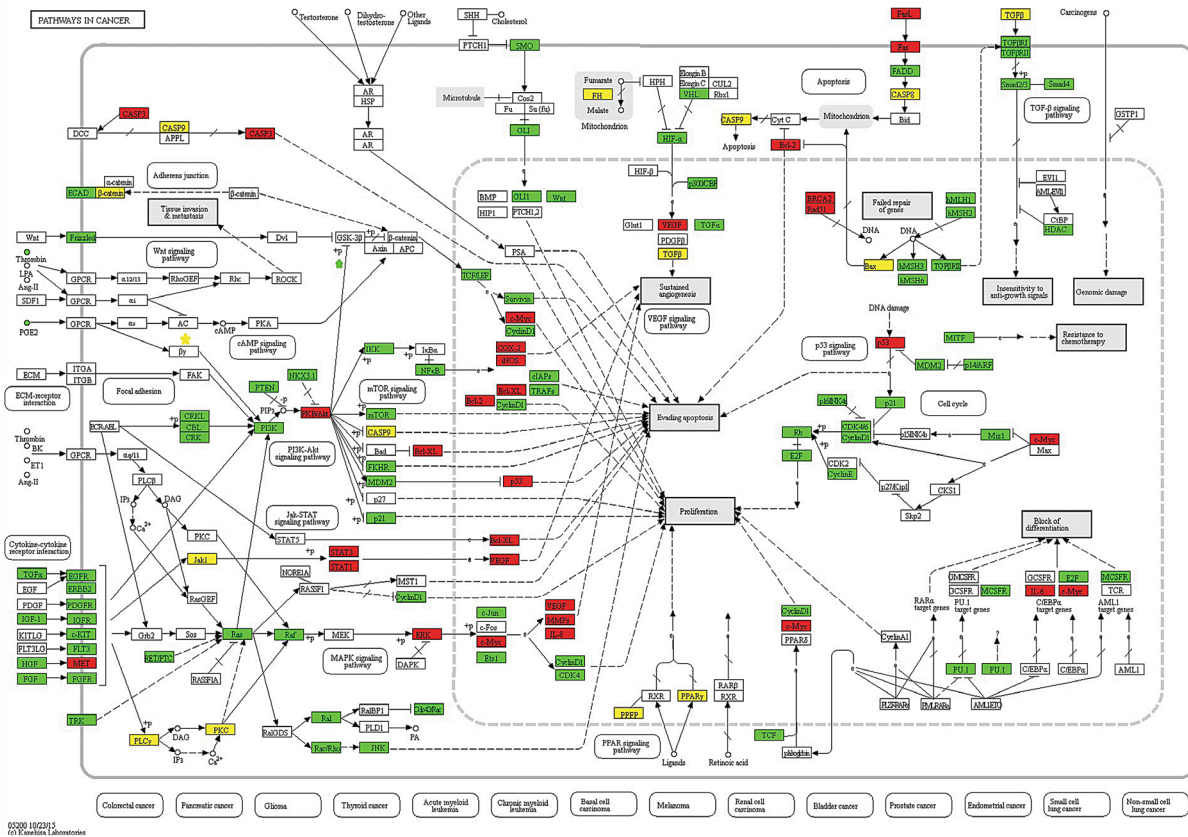 PATHWAYS IN CANCER
Testosterone
Dihydro-
testosterone
Other
Ligands
SHH
Cholesterol
PTCH1
SMO
FasL
Fas
FADD
CASP8
Bid
TGFβ
TGFβRI
TGFβRII
+p
Smad2/3
Smad4
TGF-β signaling
pathway
Carcinogens
GSTP1
Genomic damage
Microtubule
Cos2
Fu
Su (fu)
GLI
Fumarate
FH
Malate
Mitochondrion
HPH
Elongin B
Elongin C
CUL2
VHL
Rbx1
HIF-α
Apoptosis
CASP9
Cyt C
Mitochondrion
Apoptosis
Bcl-2
AR
HSP
AR
AR
DCC
CASP3
CASP9
APPL
CASP3
Adherens junction
ECAD
α-catenin
β-catenin
β-catenin
Tissue invasion
& metastasis
Wnt
Frizzled
Wnt signaling
pathway
Dvl
GSK-3β
β-catenin
Axin
APC
+p
Thrombin
LPA
Ang-II
GPCR
α12/13
RhoGEF
Rho
ROCK
SDF1
GPCR
αi
PGE2
GPCR
αs
AC
cAMP
PKA
βγ
cAMP signaling
pathway
ECM
ITGA
ITGB
FAK
Focal adhesion
ECM-receptor
interaction
BMP
GLI1
Wnt
HIP1
PTCH1,2
PSA
TCF/LEF
Survivin
c-Myc
CyclinD1
HIF-β
p300/CBP
Glut1
VEGF
TGFα
PDGFβ
TGFβ
Sustained
angiogenesis
VEGF signaling
pathway
BRCA2
Rad51
DNA
Failed repair
of genes
DNA
hMLH1
hMSH2
Bax
hMSH3
TGFβRII
hMSH6
EVI1
AML-EVI1
CtBP
HDAC
Insensitivity to
anti-growth signals
DNA damage
p53 signaling
pathway
p53
MITF
Resistance to
chemotherapy
MDM2
p14/ARF
p21
Cell cycle
p16/INK4a
CDK4/6
CyclinD1
p15INK4b
Miz1
c-Myc
Max
Rb
+p
E2F
+p
CDK2
CyclinE
p27/Kip1
CKS1
Skp2
Evading apoptosis
Proliferation
PTEN
NKX3.1
PIP3
-p
PI3K
PKB/Akt
PI3K-Akt
signaling pathway
mTOR signaling
pathway
IKK
IκBα
+p
NFκB
COX-2
iNOS
cIAPs
Bcl-XL
TRAFs
Bcl-2
CyclinD1
mTOR
CASP9
Bad
Bcl-XL
FKHR
MDM2
p53
p27
p21
BCR-ABL
CRKL
CBL
CRK
+p
Thrombin
BK
ET1
Ang-II
GPCR
αq/11
PLCβ
IP3
DAG
Ca2+
PKC
Jak-STAT
signaling pathway
STAT5
Bcl-XL
Jak1
+p
STAT3
STAT1
VEGF
NORE1A
RASSF1
MST1
CyclinD1
Cytokine-cytokine
receptor interaction
TGFα
EGFR
EGF
ERBB2
PDGF
PDGFR
IGF-1
IGFR
KITLG
c-KIT
FLT3LG
FLT3
HGF
MET
FGF
FGFR
TRK
RasGEF
Grb2
Sos
Ras
Raf
+p
MEK
+p
ERK
+p
DAPK
RET/PTC
RASSF1A
MAPK signaling
pathway
c-Jun
c-Fos
c-Myc
Ets1
VEGF
MMPs
IL-8
CyclinD1
CDK4
PLCγ
+p
DAG
IP3
PKC
Ca2+
RalGDS
Ral
RalBP1
Cdc42/Rac
PLD1
PA
Rac/Rho
JNK
RXR
PPARγ
RARβ
RXR
PPFP
PPAR signaling
pathway
Ligands
Retinoic acid
CyclinD1
c-Myc
PPARδ
TCF
CyclinA1
RARα
target genes
Block of
differentiation
GMCSFR
GCSFR
MCSFR
PU.1
target genes
GCSFR
E2F
IL-6
c-Myc
C/EBPα
target genes
MCSFR
TCR
AML1
target genes
PU.1
?
PU.1
C/EBPα
C/EBPα
AML1
Colorectal cancer
Pancreatic cancer
Glioma
Thyroid cancer
Acute myeloid
leukemia
Chronic myeloid
leukemia
Basal cell
carcinoma
Melanoma
Renal cell
carcinoma
Bladder cancer
Prostate cancer
Endometrial cancer
Small cell
lung cancer
Non-small cell
lung cancer
05200 10/23/15
(c) Kanehisa Laboratories